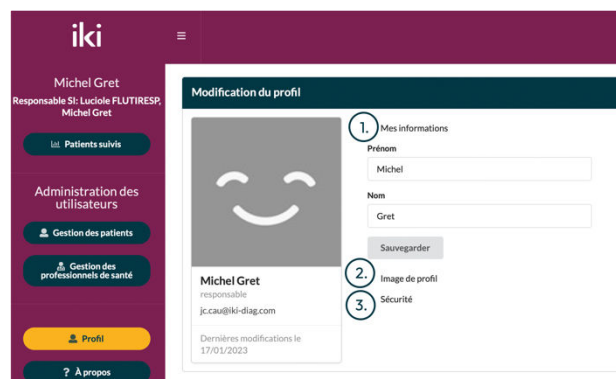 iki
Michel Gret
Responsable SI: Luciole FLUTIRESP,
Michel Gret
Patients suivis
Administration des
utilisateurs
Gestion des patients
Gestion des
professionnels de santé
Profil
? À propos
Modification du profil
Michel Gret
responsable
jc.cau@iki-diag.com
Dernières modifications le
17/01/2023
1. Mes informations
Prénom
Michel
Nom
Gret
Sauvegarder
2. Image de profil
3. Sécurité